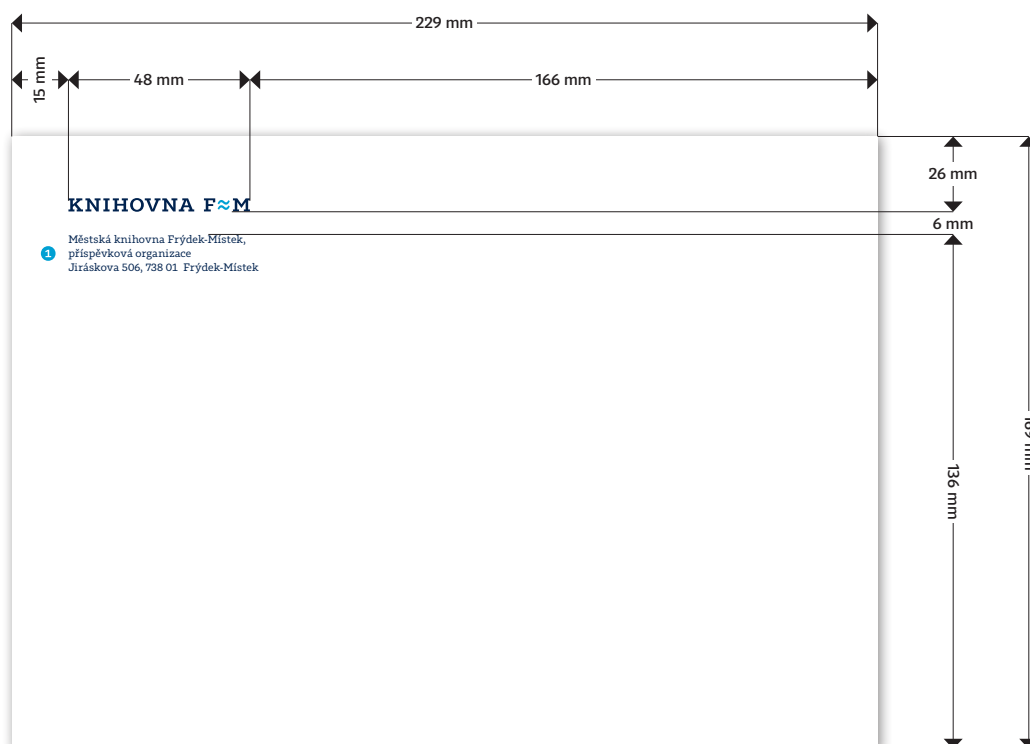 229 mm
15 mm
48 mm
166 mm
26 mm
KNIHOVNA F≈M
6 mm
Městská knihovna Frýdek-Místek,
1
příspěvková organizace
Jiráskova 506, 738 01 Frýdek-Místek
136 mm